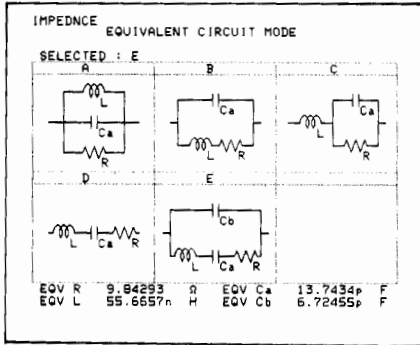 IMPEDNCE
EQUIVALENT CIRCUIT MODE
SELECTED : E
A B C
L Ca R
Ca L R
L Ca R
D E
L Ca R
Cb L Ca R
EQV R 9.84293 Ω EQV Ca 13.7434p F
EQV L 55.6657n H EQV Cb 6.72455p F